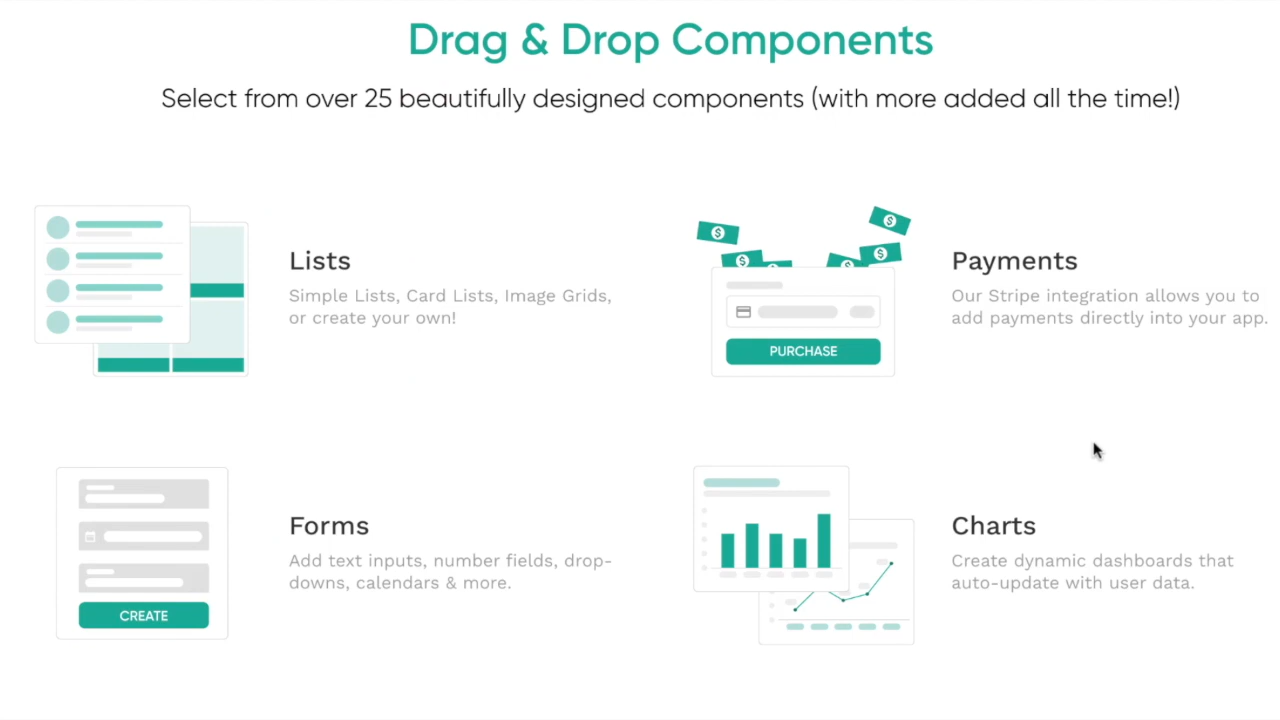 Drag & Drop Components
Select from over 25 beautifully designed components (with more added all the time!)
Lists
Simple Lists, Card Lists, Image Grids,
or create your own!
$
$
$
$
$
PURCHASE
Payments
Our Stripe integration allows you to
add payments directly into your app.
CREATE
Forms
Add text inputs, number fields, drop-
downs, calendars & more.
Charts
Create dynamic dashboards that
auto-update with user data.